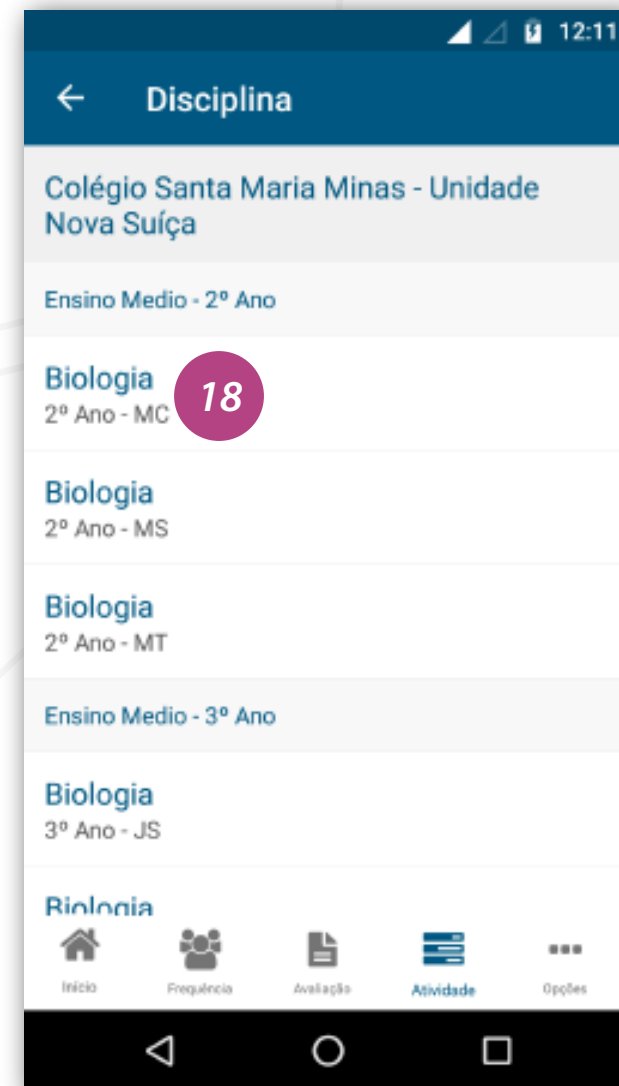 12:11
Disciplina
Colégio Santa Maria Minas - Unidade
Nova Suíça
Ensino Medio - 2º Ano
Biologia
18
2º Ano - MC
Biologia
2º Ano - MS
Biologia
2º Ano - MT
Ensino Medio - 3º Ano
Biologia
3º Ano - JS
Biologia
Início Frequência Avaliação Atividade Opções